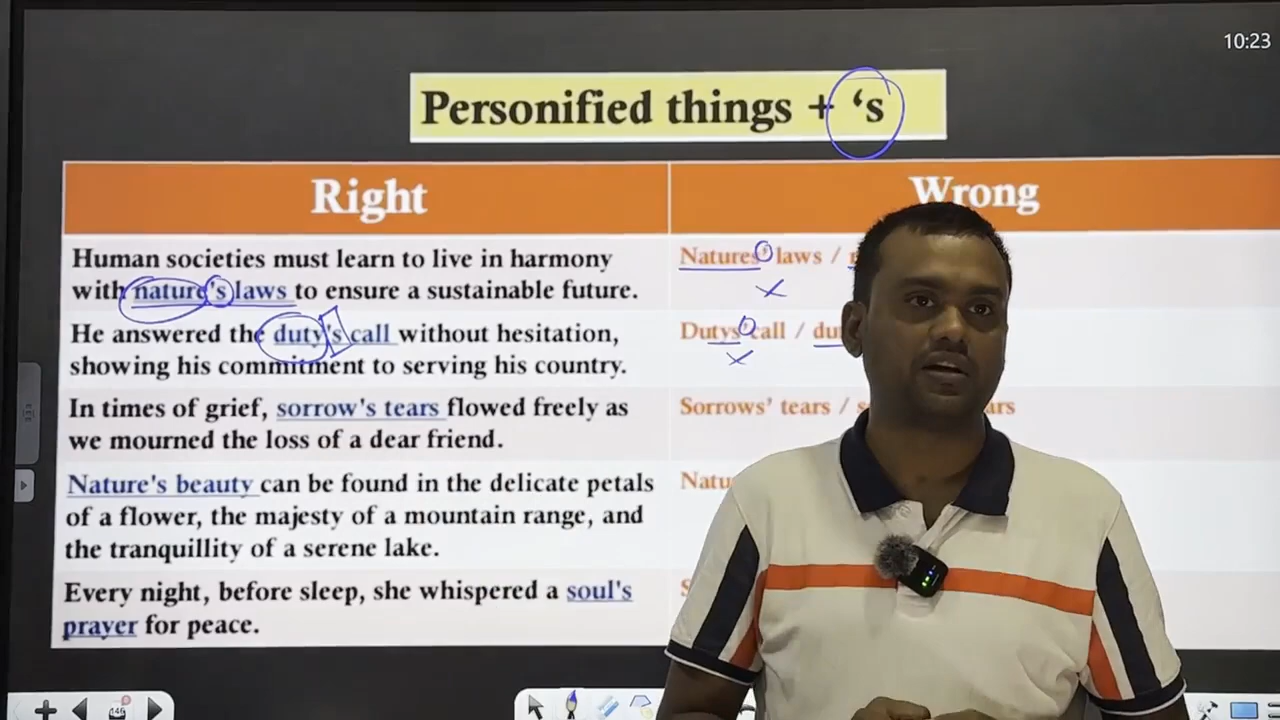 10:23
Personified things + ‘s
Right
Wrong
Human societies must learn to live in harmony
with nature's laws to ensure a sustainable future.
Natures' laws /
He answered the duty's call without hesitation,
showing his commitment to serving his country.
Dutys' call /
In times of grief, sorrow's tears flowed freely as
we mourned the loss of a dear friend.
Sorrows' tears /
Nature's beauty can be found in the delicate petals
of a flower, the majesty of a mountain range, and
the tranquillity of a serene lake.
Every night, before sleep, she whispered a soul's
prayer for peace.
146